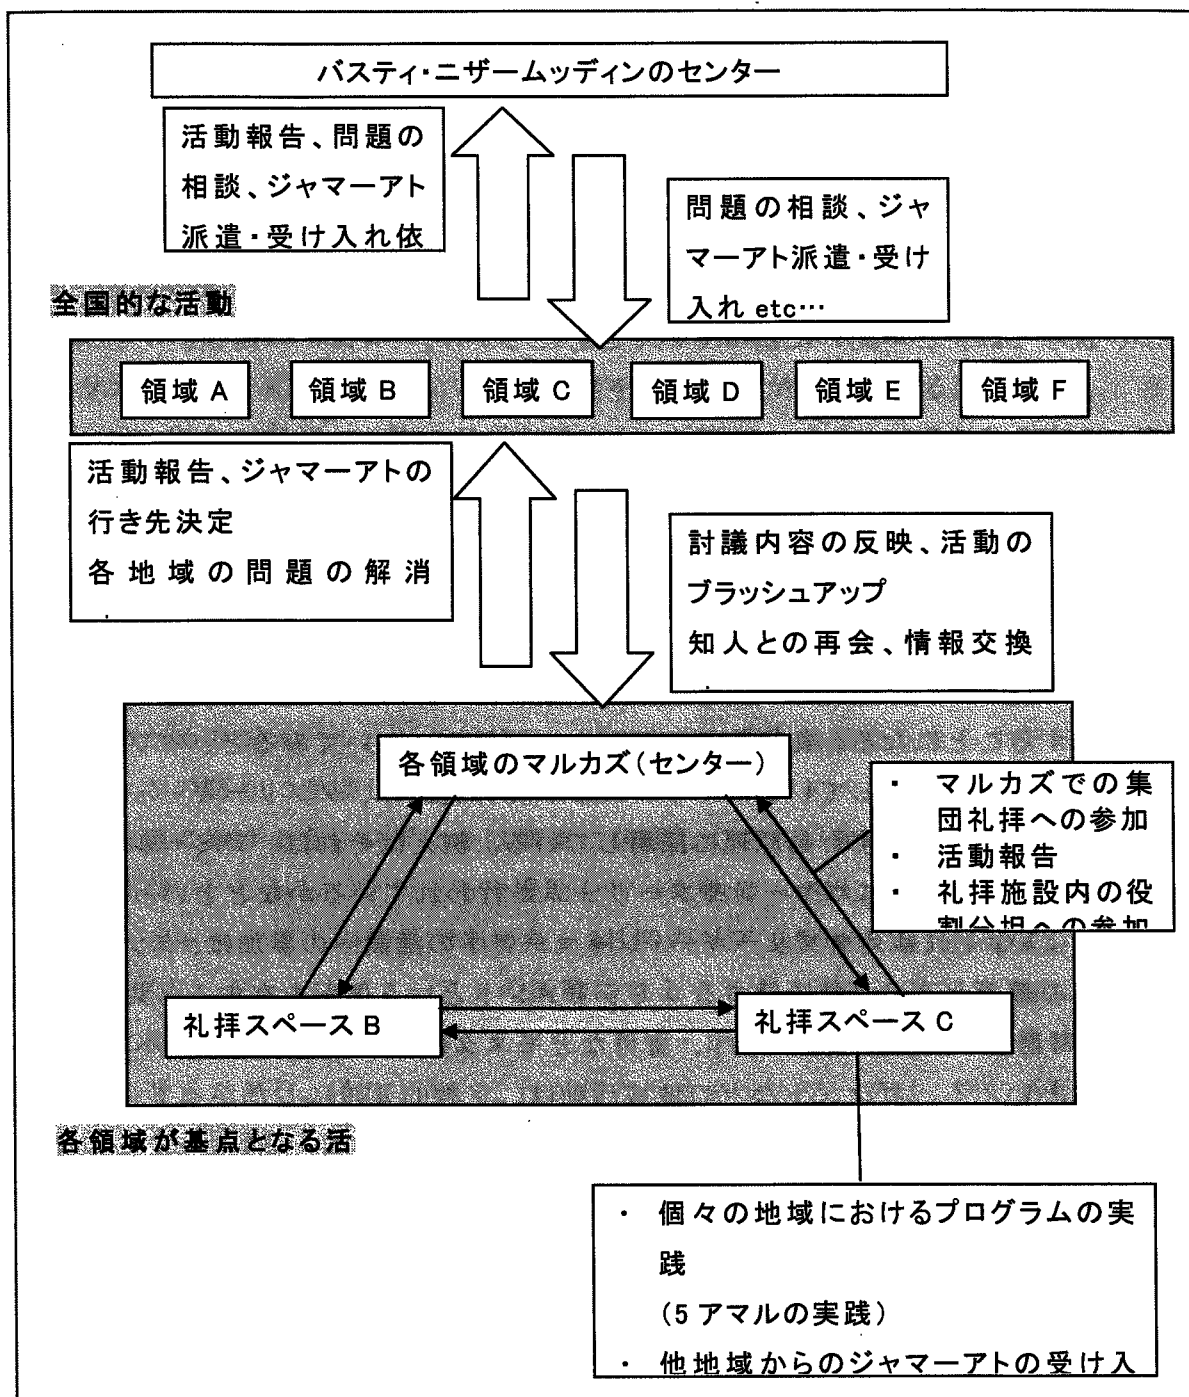 バスティ・ニザームッディンのセンター
活動報告、問題の
相談、ジャマーアト
派遣・受け入れ依
問題の相談、ジャ
マーアト派遣・受け
入れ etc…
全国的な活動
領域 A
領域 B
領域 C
領域 D
領域 E
領域 F
活動報告、ジャマーアトの
行き先決定
各地域の問題の解消
討議内容の反映、活動の
ブラッシュアップ
知人との再会、情報交換
各領域のマルカズ（センター）
・ マルカズでの集
団礼拝への参加
・ 活動報告
・ 礼拝施設内の役
割分担への参加
礼拝スペース B
礼拝スペース C
各領域が基点となる活
・ 個々の地域におけるプログラムの実
践
（5 アマルの実践）
・ 他地域からのジャマーアトの受け入